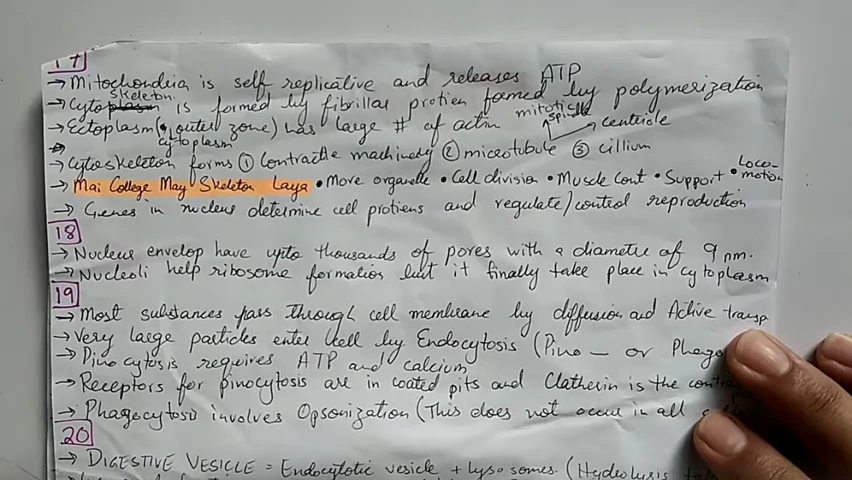 17
→ Mitochondria is self replicative and releases ATP
→ Cytoskeleton is formed by fibrillar protien formed by polymerization
→ Ectoplasm (outer zone) has large # of actin mitotic spindle centriole
cytoplasm
→ Cytoskeleton forms ① Contractile machinery ② microtubule ③ cillium
→ Mai College May Skeleton Laya • More organelle • Cell division • Muscle Cont • Support • Locomotion
→ Genes in nucleus determine cell protiens and regulate/control reproduction
18
→ Nucleus envelop have upto thousands of pores with a diameter of 9 nm.
→ Nucleoli help ribosome formation but it finally take place in cytoplasm
19
→ Most substances pass through cell membrane by diffusion and Active transp
→ Very large particles enter cell by Endocytosis (Pino — or Phago
→ Pinocytosis requires ATP and calcium
→ Receptors for pinocytosis are in coated pits and Clatherin is the
→ Phagocytosis involves Opsonization (This does not occur in all
20
→ DIGESTIVE VESICLE = Endocytotic vesicle + lysosomes. (Hydrolysis